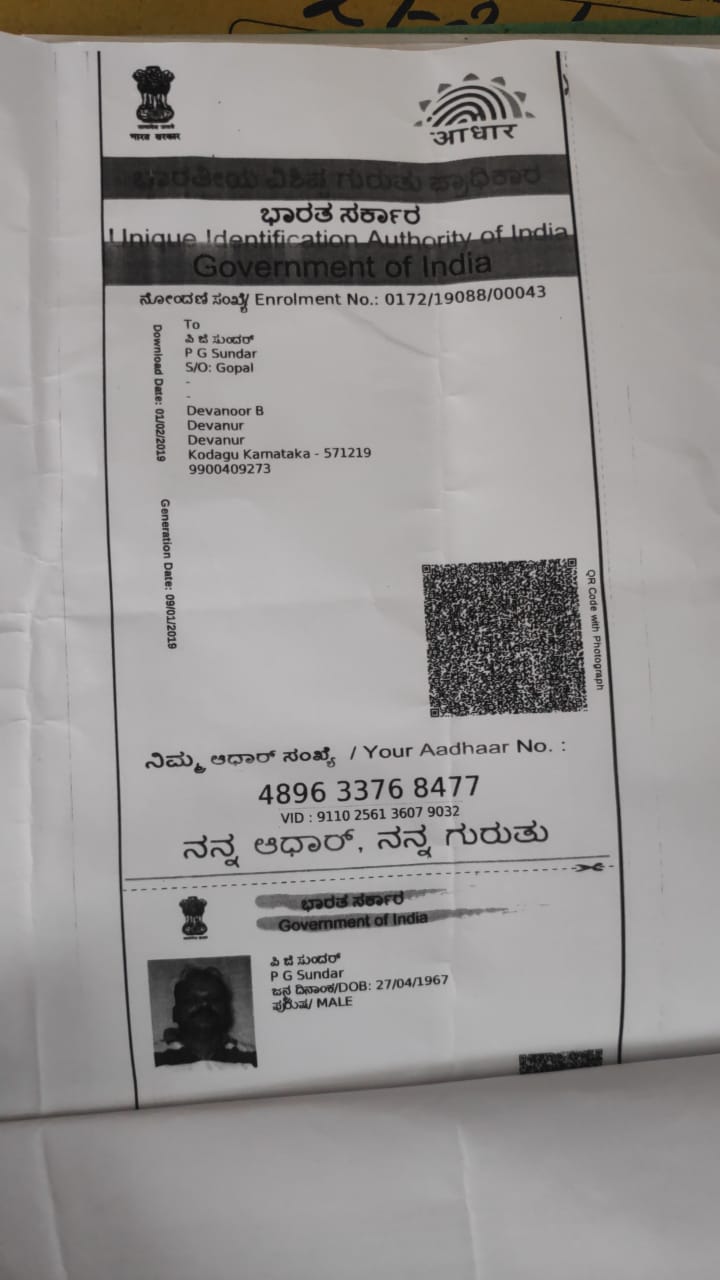 भारत सरकार
आधार
ಭಾರತ ಸರ್ಕಾರ
Unique Identification Authority of India
Government of India
ನೋಂದಣಿ ಸಂಖ್ಯೆ/ Enrolment No.: 0172/19088/00043
Download Date: 01/02/2019
Generation Date: 09/01/2019
To
ಪಿ ಜಿ ಸುಂದರ್
P G Sundar
S/O: Gopal
-
-
Devanoor B
Devanur
Devanur
Kodagu Karnataka - 571219
9900409273
QR Code with Photograph
ನಿಮ್ಮ ಆಧಾರ್ ಸಂಖ್ಯೆ / Your Aadhaar No. :
4896 3376 8477
VID : 9110 2561 3607 9032
ನನ್ನ ಆಧಾರ್, ನನ್ನ ಗುರುತು
ಭಾರತ ಸರ್ಕಾರ
Government of India
ಪಿ ಜಿ ಸುಂದರ್
P G Sundar
ಜನ್ಮ ದಿನಾಂಕ/DOB: 27/04/1967
ಪುರುಷ/ MALE